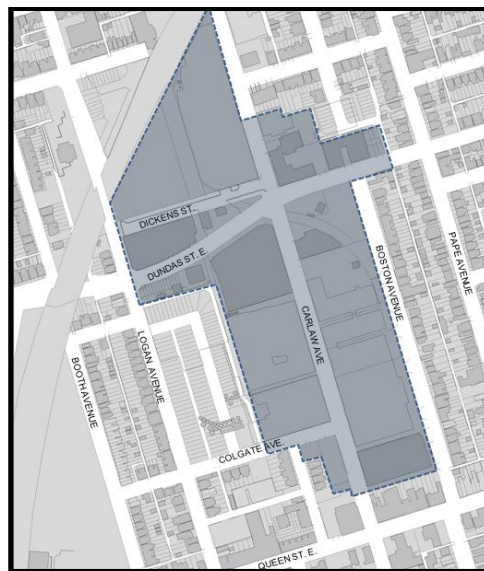 DICKENS ST.
DUNDAS ST. E.
BOSTON AVENUE
PAPE AVENUE
CARLAW AVE
LOGAN AVENUE
BOOTH AVENUE
COLGATE AVE.
QUEEN ST. E.